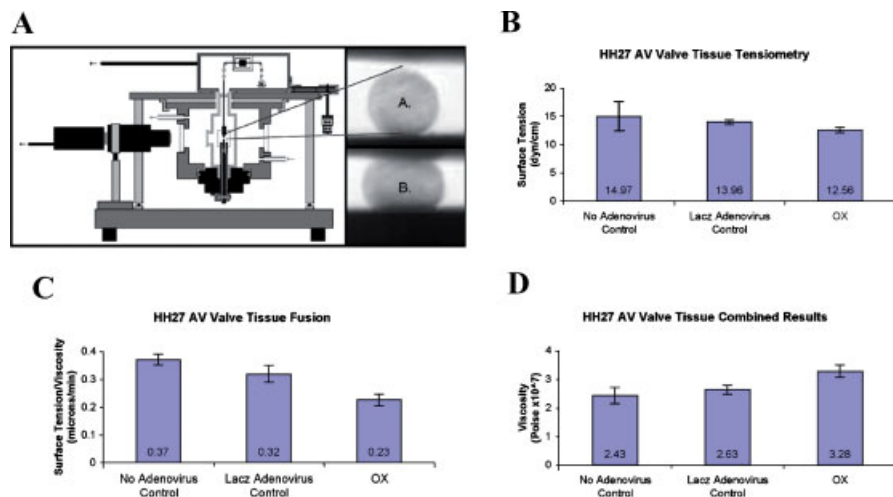 A
A.
B.
B
HH27 AV Valve Tissue Tensiometry
Surface Tension
(dyn/cm)
20
15
10
5
0
14.97
13.96
12.56
No Adenovirus
Control
Lacz Adenovirus
Control
OX
C
HH27 AV Valve Tissue Fusion
Surface Tension/Viscosity
(microns/min)
0.4
0.3
0.2
0.1
0
0.37
0.32
0.23
No Adenovirus
Control
Lacz Adenovirus
Control
OX
D
HH27 AV Valve Tissue Combined Results
Viscosity
(Poise x10^7)
4
3
2
1
0
2.43
2.63
3.28
No Adenovirus
Control
Lacz Adenovirus
Control
OX